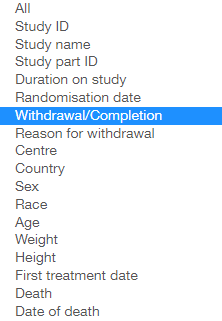 All
Study ID
Study name
Study part ID
Duration on study
Randomisation date
Withdrawal/Completion
Reason for withdrawal
Centre
Country
Sex
Race
Age
Weight
Height
First treatment date
Death
Date of death